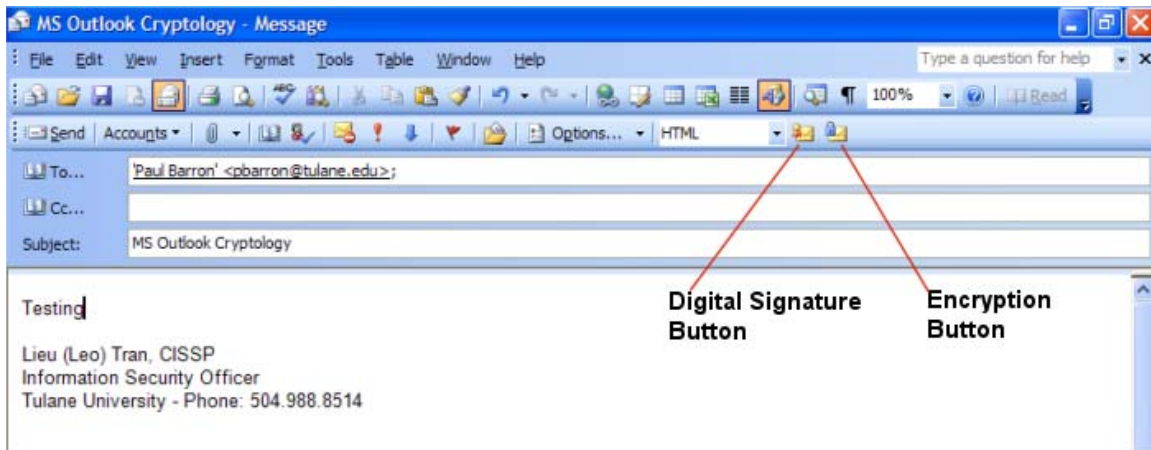 MS Outlook Cryptology - Message
File Edit View Insert Format Tools Table Window Help Type a question for help
100% Read
Send Accounts Options... HTML
To... 'Paul Barron' <pbarron@tulane.edu>;
Cc...
Subject: MS Outlook Cryptology
Testing
Digital Signature Button
Encryption Button
Lieu (Leo) Tran, CISSP
Information Security Officer
Tulane University - Phone: 504.988.8514